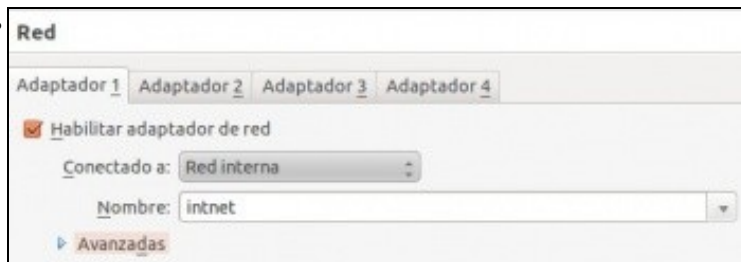 Red
Adaptador 1 Adaptador 2 Adaptador 3 Adaptador 4
Habilitar adaptador de red
Conectado a: Red interna
Nombre: intnet
Avanzadas